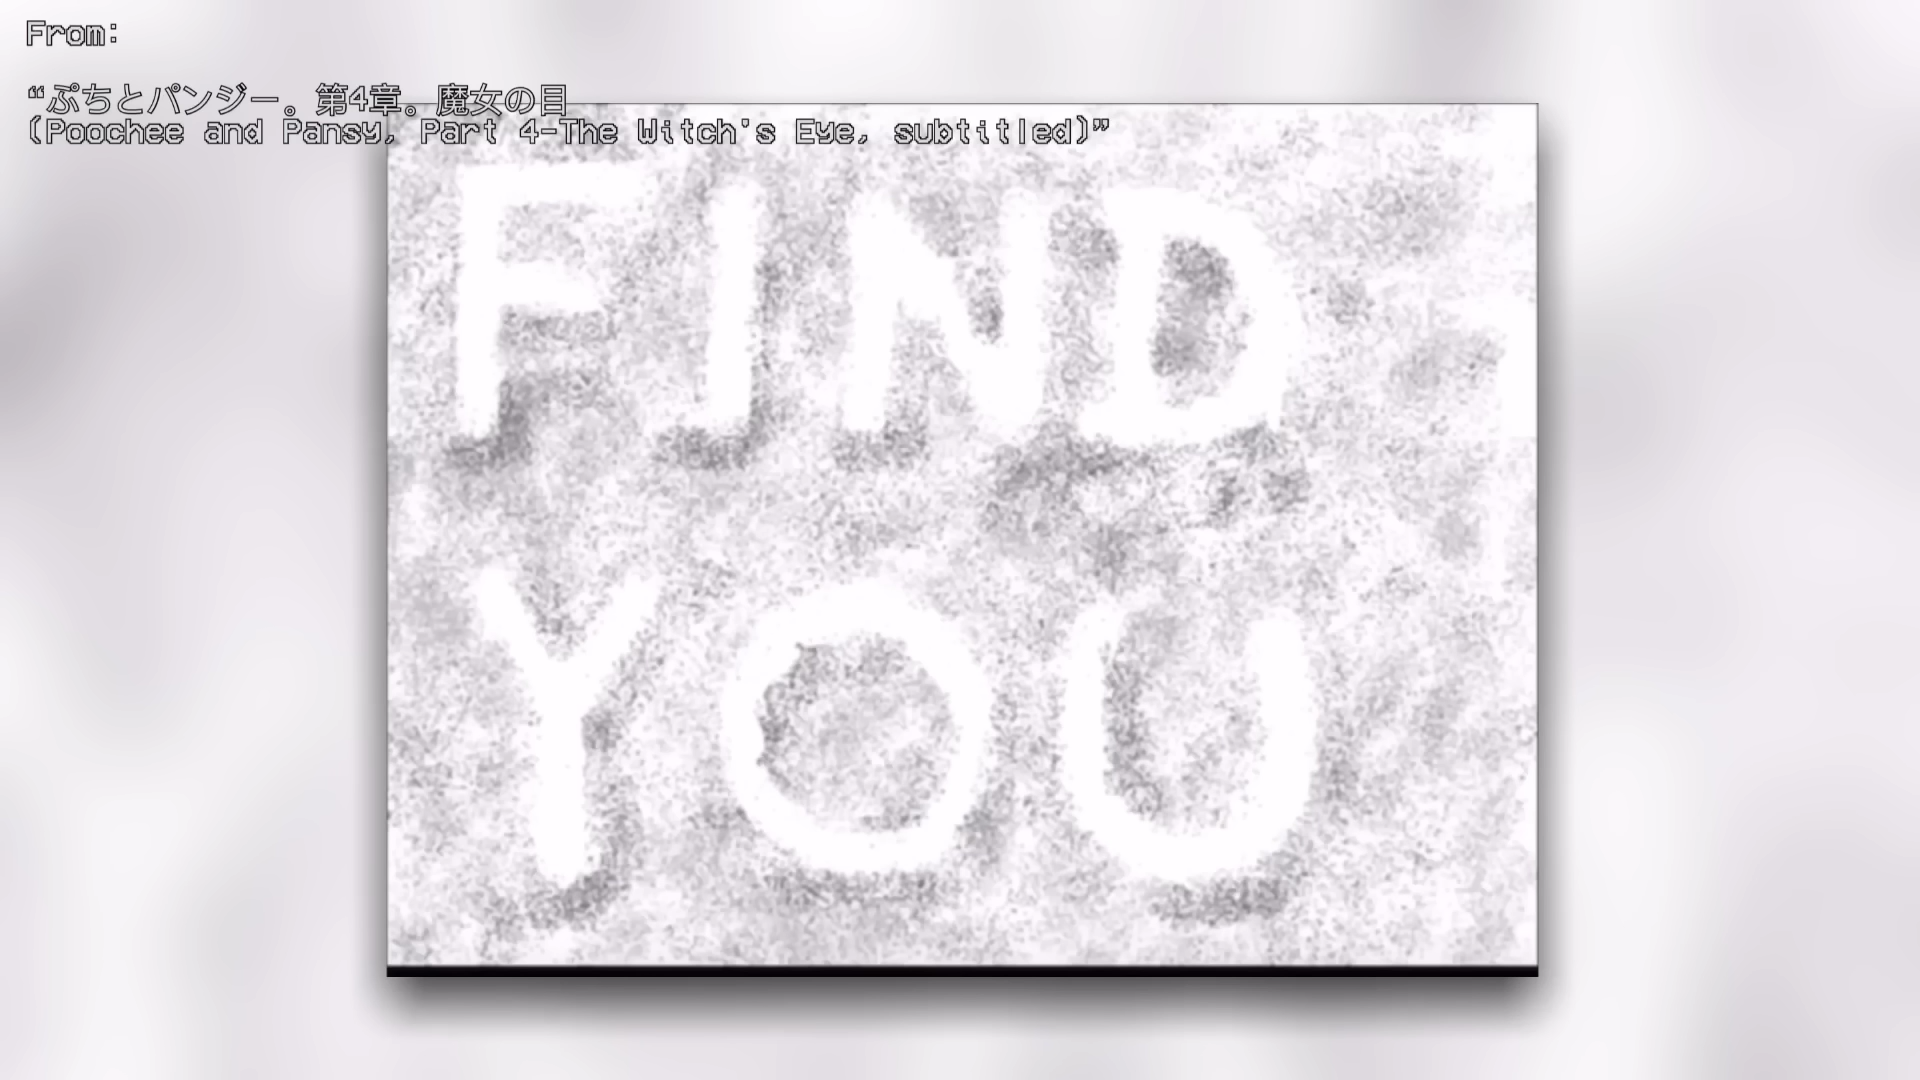 From:
“ぷちとパンジー。第4章。魔女の目
(Poochee and Pansy, Part 4-The Witch's Eye, subtitled)”
FIND
YOU